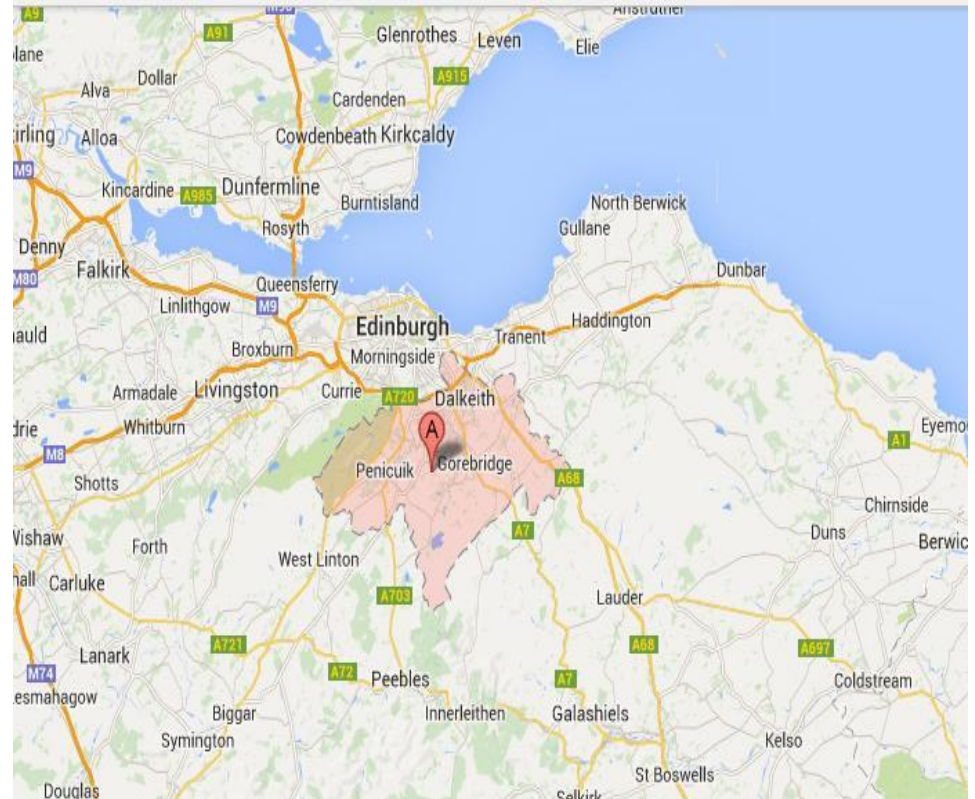 A9
M90
Anstruther
A91
Glenrothes
Leven
Elie
lane
Dollar
A915
Alva
Cardenden
irling
Alloa
Cowdenbeath
Kirkcaldy
M9
Kincardine
A985
Dunfermline
Burntisland
North Berwick
Rosyth
Gullane
Denny
Falkirk
Dunbar
M80
Queensferry
Linlithgow
M9
Edinburgh
Haddington
auld
Tranent
Broxburn
Morningside
Armadale
Livingston
Currie
A720
Dalkeith
drie
Whitburn
A
Eyemo
A1
M8
Penicuik
Gorebridge
Shotts
A68
Chirnside
Wishaw
Forth
A7
Duns
Berwic
West Linton
hall
Carluke
A703
Lauder
A721
A68
A697
Lanark
M74
A72
Peebles
A7
Coldstream
esmahagow
Biggar
Innerleithen
Galashiels
Symington
Kelso
St Boswells
Douglas
Selkirk